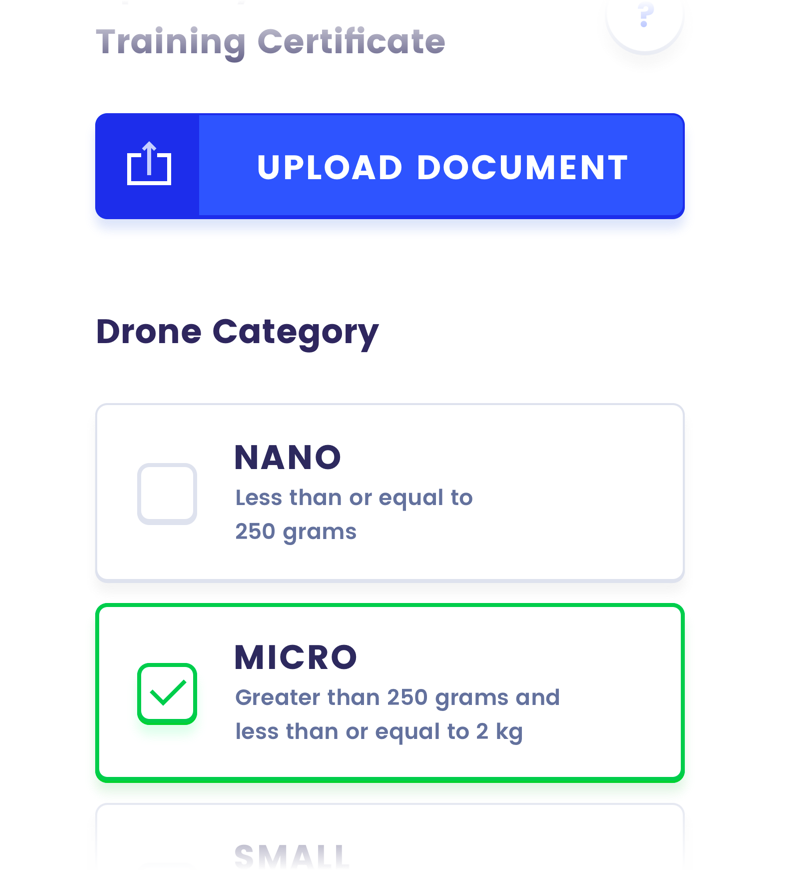 Training Certificate
?
UPLOAD DOCUMENT
Drone Category
NANO
Less than or equal to
250 grams
MICRO
Greater than 250 grams and
less than or equal to 2 kg
SMALL